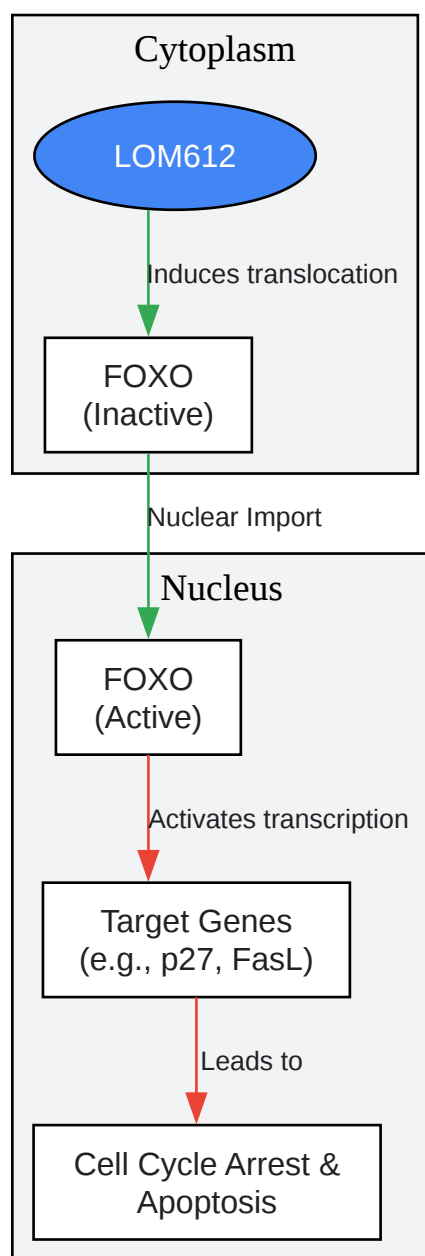 Cytoplasm
LOM612
Induces translocation
FOXO
(Inactive)
Nuclear Import
Nucleus
FOXO
(Active)
Activates transcription
Target Genes
(e.g., p27, FasL)
Leads to
Cell Cycle Arrest &
Apoptosis